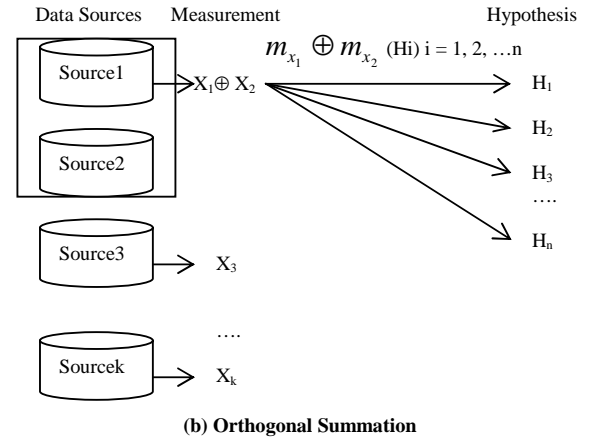 Data Sources Measurement Hypothesis
m_{x_1} ⊕ m_{x_2} (Hi) i = 1, 2, …n
Source1
X₁⊕ X₂
H₁
H₂
Source2
H₃
….
Hₙ
Source3
X₃
….
Sourcek
Xₖ
(b) Orthogonal Summation